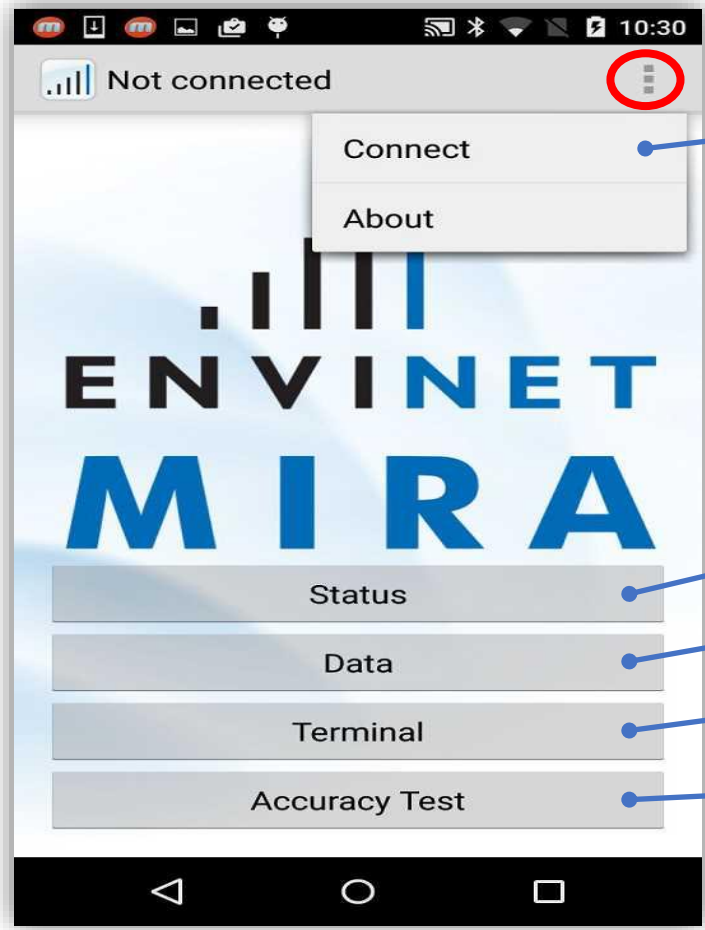 10:30
Not connected
Connect
About
ENVINET
MIRA
Status
Data
Terminal
Accuracy Test